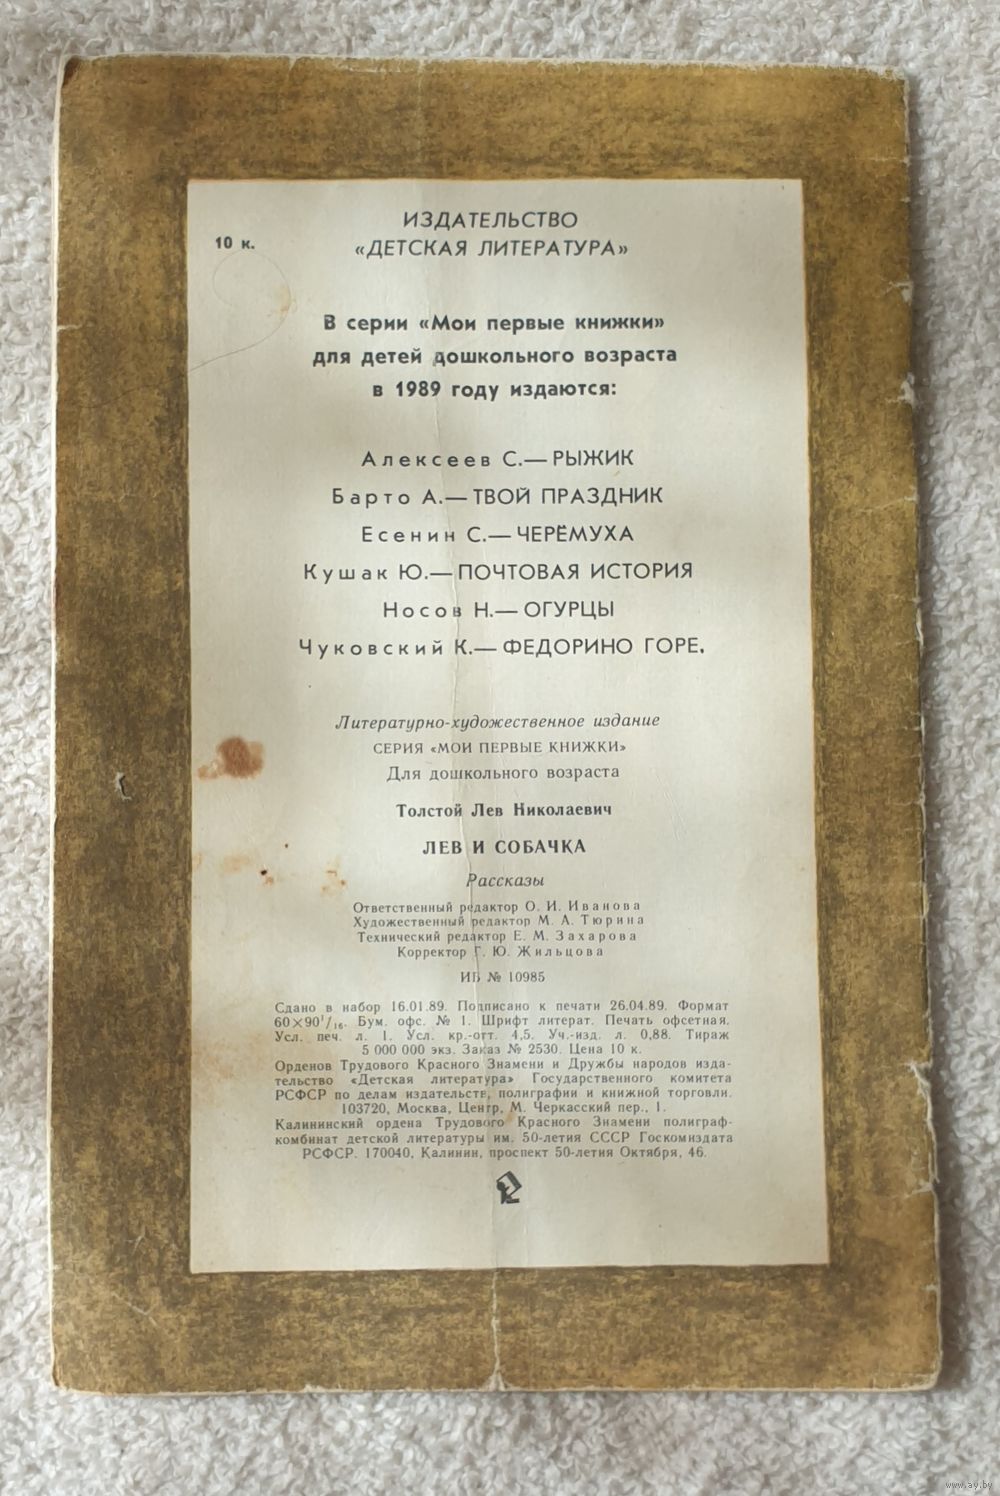 ИЗДАТЕЛЬСТВО
10 к.
«ДЕТСКАЯ ЛИТЕРАТУРА»
В серии «Мои первые книжки»
для детей дошкольного возраста
в 1989 году издаются:
Алексеев С.— РЫЖИК
Барто А.— ТВОЙ ПРАЗДНИК
Есенин С.— ЧЕРЁМУХА
Кушак Ю.— ПОЧТОВАЯ ИСТОРИЯ
Носов Н.— ОГУРЦЫ
Чуковский К.— ФЕДОРИНО ГОРЕ.
Литературно-художественное издание
СЕРИЯ «МОИ ПЕРВЫЕ КНИЖКИ»
Для дошкольного возраста
Толстой Лев Николаевич
ЛЕВ И СОБАЧКА
Рассказы
Ответственный редактор О. И. Иванова
Художественный редактор М. А. Тюрина
Технический редактор Е. М. Захарова
Корректор Г. Ю. Жильцова
ИБ № 10985
Сдано в набор 16.01.89. Подписано к печати 26.04.89. Формат
60×90¹/₁₆. Бум. офс. № 1. Шрифт литерат. Печать офсетная.
Усл. печ. л. 1. Усл. кр.-отт. 4,5. Уч.-изд. л. 0,88. Тираж
5 000 000 экз. Заказ № 2530. Цена 10 к.
Орденов Трудового Красного Знамени и Дружбы народов изда-
тельство «Детская литература» Государственного комитета
РСФСР по делам издательств, полиграфии и книжной торговли.
103720, Москва, Центр, М. Черкасский пер., 1.
Калининский ордена Трудового Красного Знамени полиграф-
комбинат детской литературы им. 50-летия СССР Госкомиздата
РСФСР. 170040, Калинин, проспект 50-летия Октября, 46.
www.ay.by